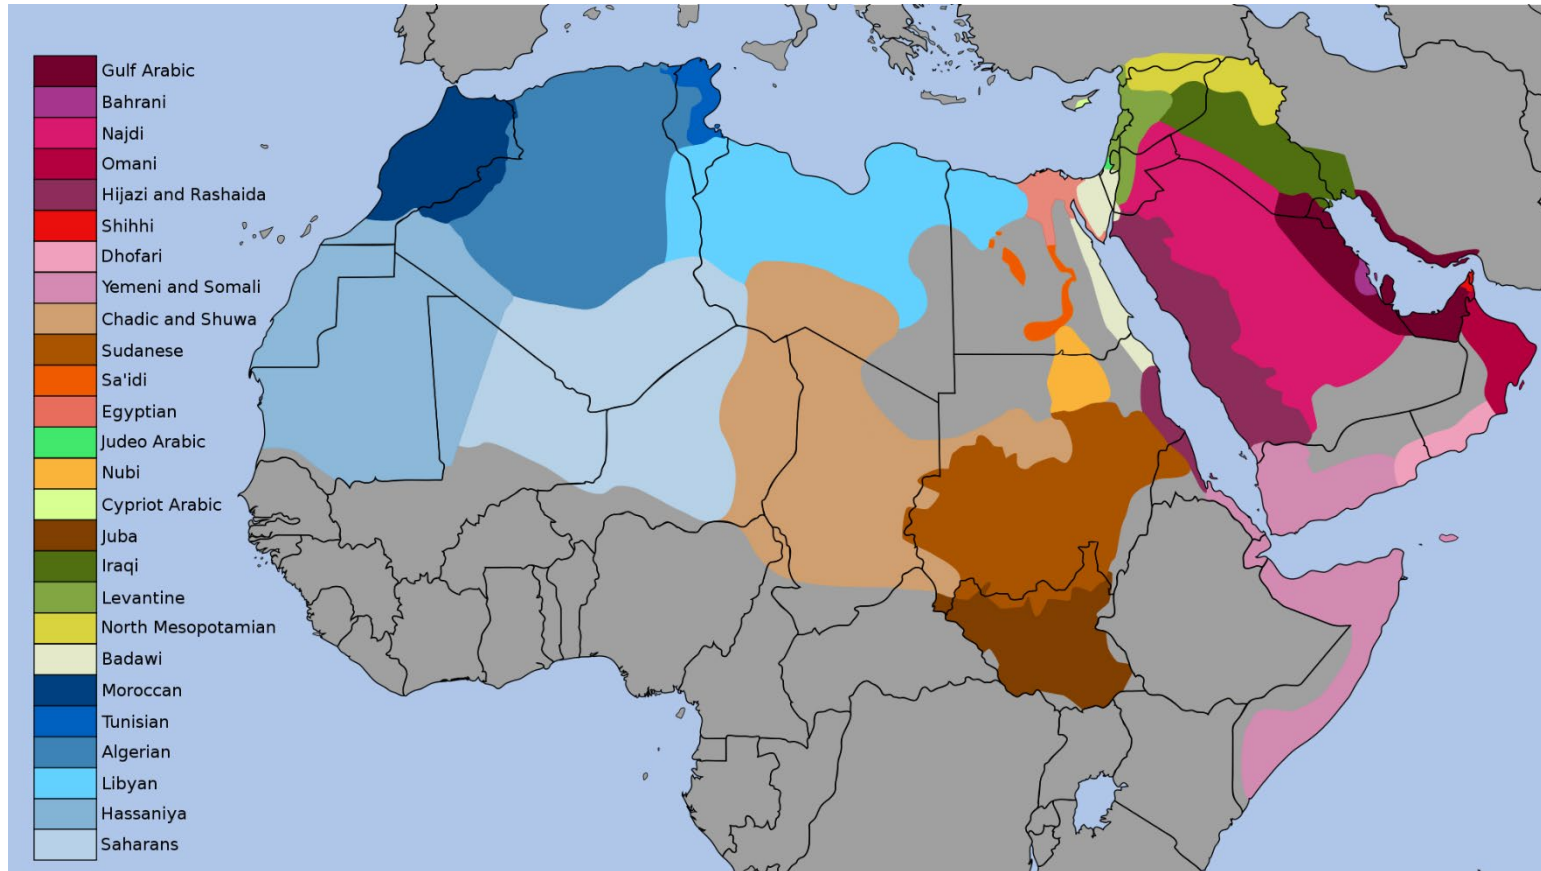 Gulf Arabic
Bahrani
Najdi
Omani
Hijazi and Rashaida
Shihhi
Dhofari
Yemeni and Somali
Chadic and Shuwa
Sudanese
Sa'idi
Egyptian
Judeo Arabic
Nubi
Cypriot Arabic
Juba
Iraqi
Levantine
North Mesopotamian
Badawi
Moroccan
Tunisian
Algerian
Libyan
Hassaniya
Saharans